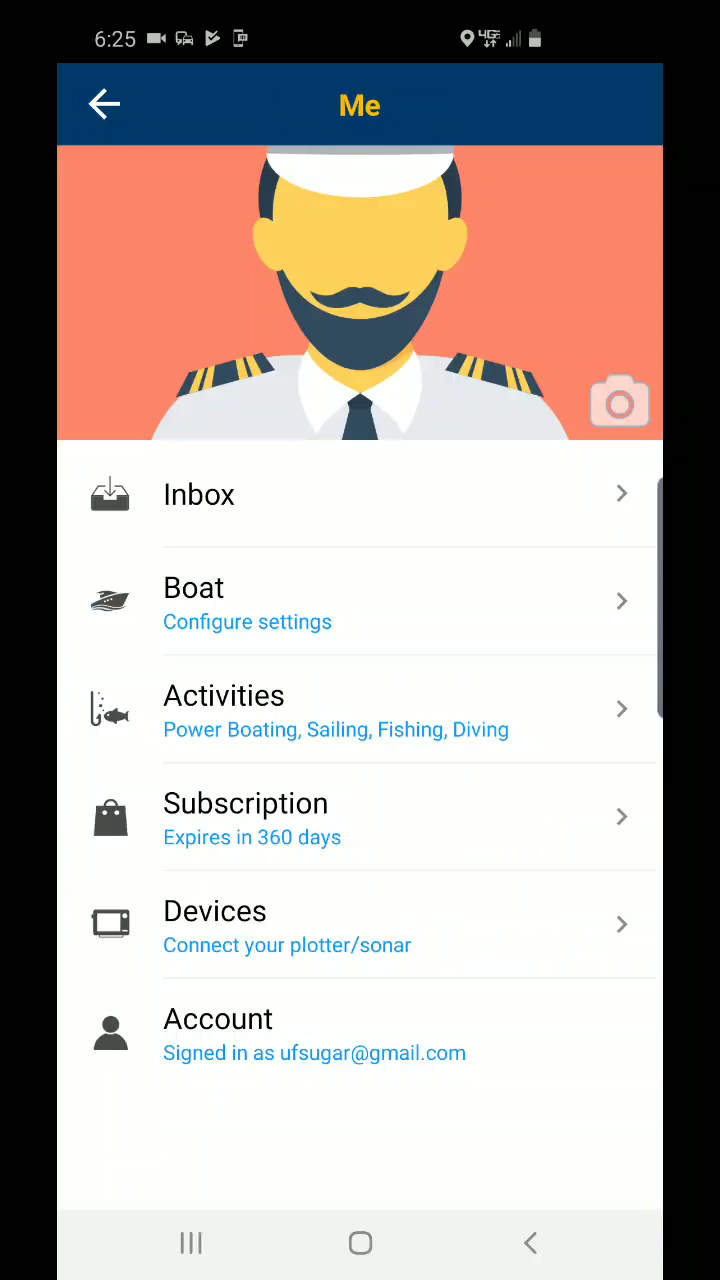 6:25
4GE
Me
Inbox
Boat
Configure settings
Activities
Power Boating, Sailing, Fishing, Diving
Subscription
Expires in 360 days
Devices
Connect your plotter/sonar
Account
Signed in as ufsugar@gmail.com